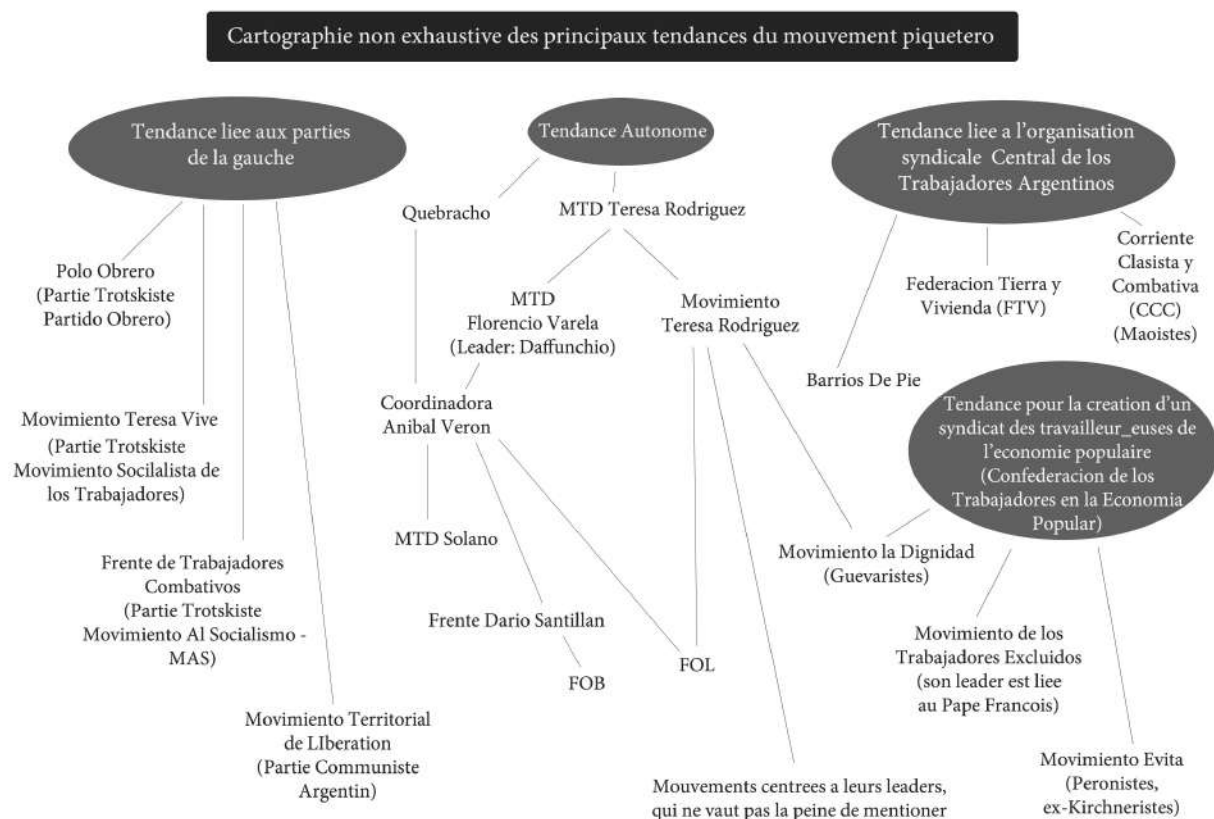 Cartographie non exhaustive des principaux tendances du mouvement piquetero
Tendance liee aux parties
de la gauche
Polo Obrero
(Partie Trotskiste
Partido Obrero)
Movimiento Teresa Vive
(Partie Trotskiste
Movimiento Socilalista de
los Trabajadores)
Frente de Trabajadores
Combativos
(Partie Trotskiste
Movimiento Al Socialismo -
MAS)
Movimiento Territorial
de LIberation
(Partie Communiste
Argentin)
Tendance Autonome
Quebracho
MTD Teresa Rodriguez
MTD
Florencio Varela
(Leader: Daffunchio)
Movimiento
Teresa Rodriguez
Coordinadora
Anibal Veron
MTD Solano
Frente Dario Santillan
FOB
FOL
Mouvements centrees a leurs leaders,
qui ne vaut pas la peine de mentioner
Tendance liee a l'organisation
syndicale Central de los
Trabajadores Argentinos
Barrios De Pie
Federacion Tierra y
Vivienda (FTV)
Corriente
Clasista y
Combativa
(CCC)
(Maoistes)
Tendance pour la creation d'un
syndicat des travailleur_euses de
l'economie populaire
(Confederacion de los
Trabajadores en la Economia
Popular)
Movimiento la Dignidad
(Guevaristes)
Movimiento de los
Trabajadores Excluidos
(son leader est liee
au Pape Francois)
Movimiento Evita
(Peronistes,
ex-Kirchneristes)